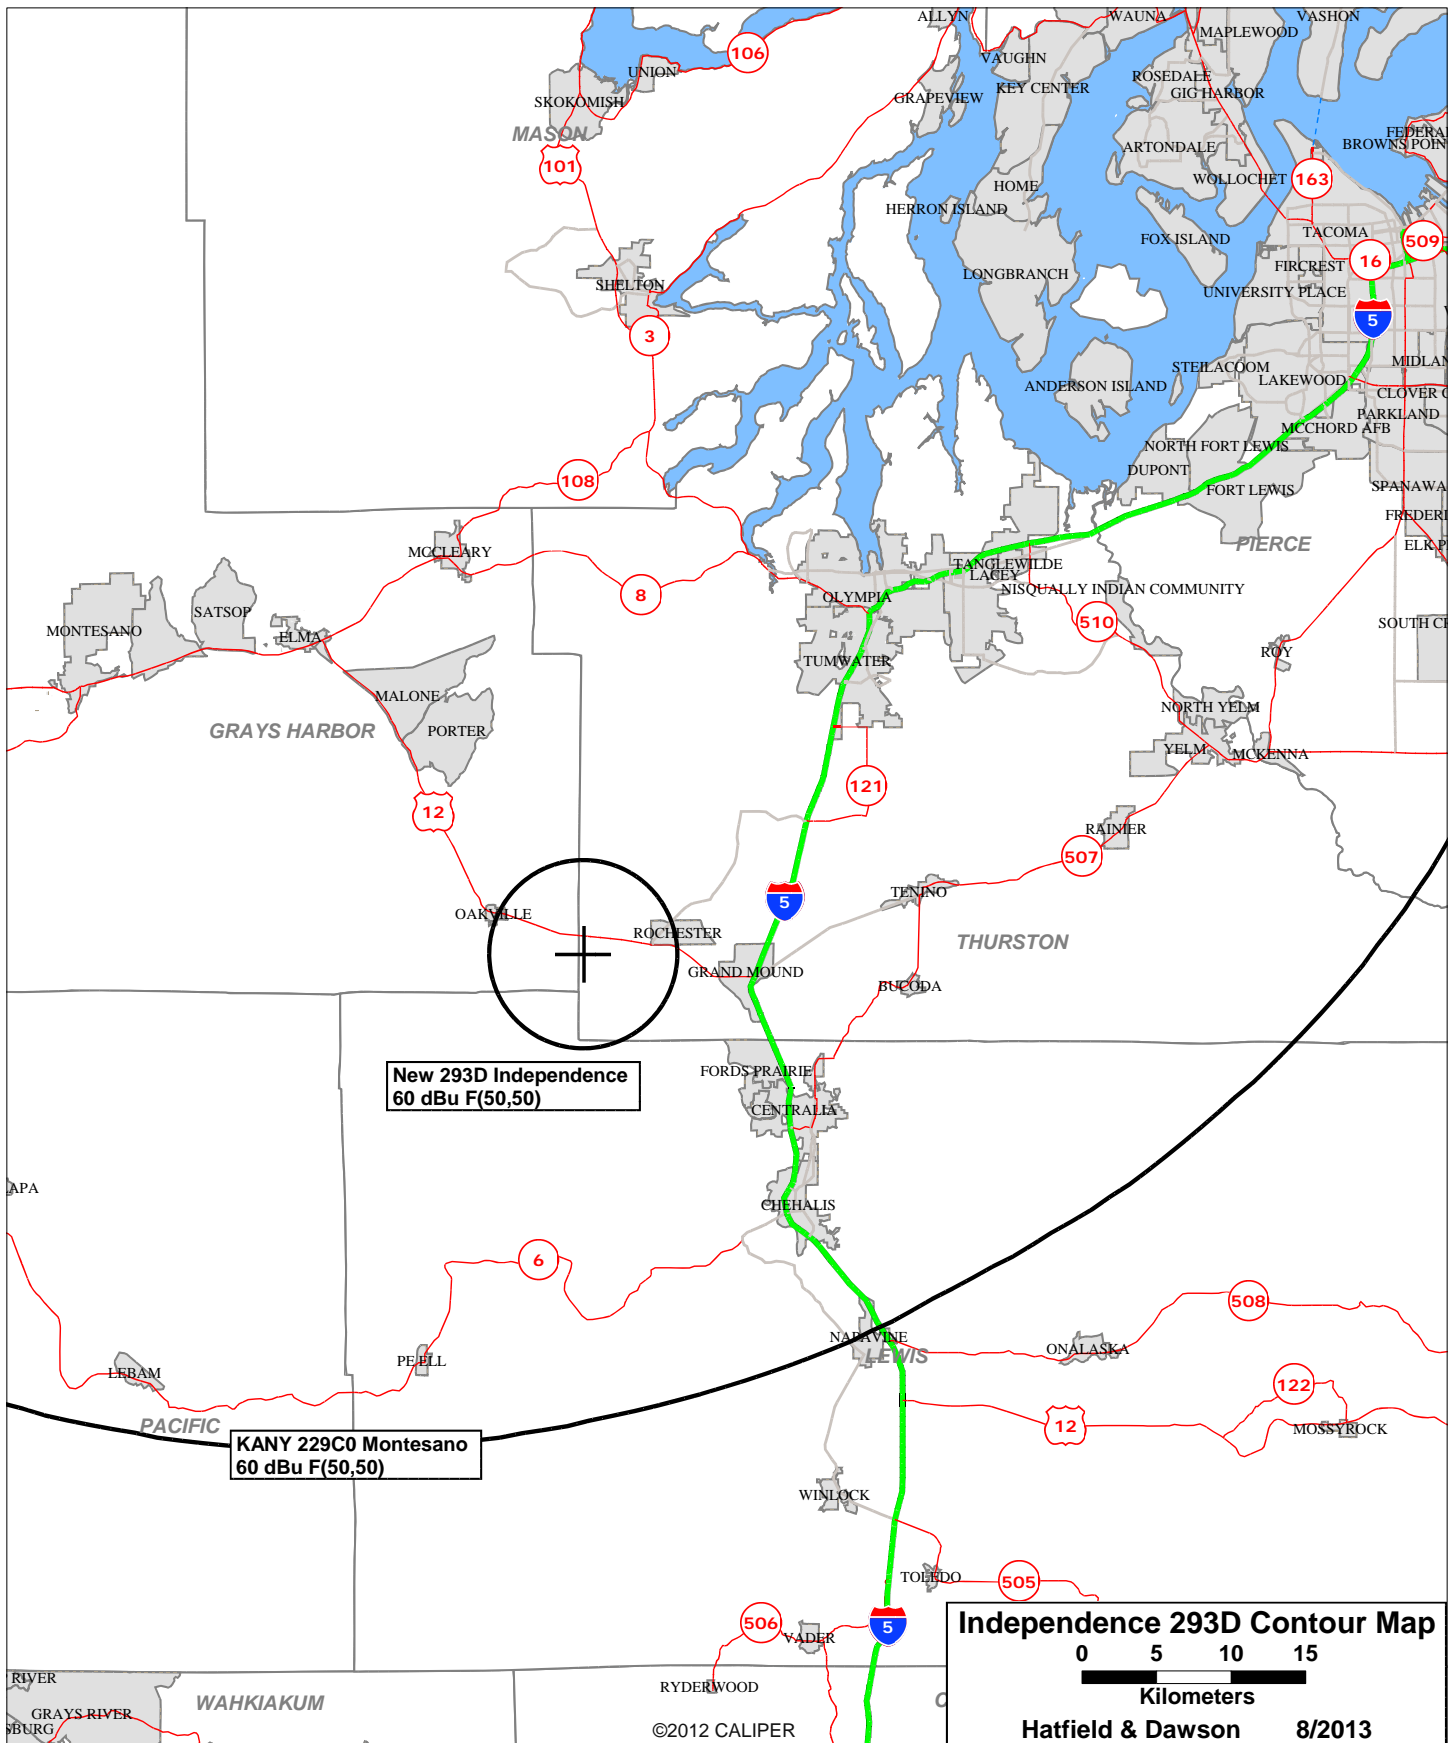 ALLYN
WAUNA
VASHON
MAPLEWOOD
106
VAUGHN
UNION
ROSEDALE
KEY CENTER
GIG HARBOR
SKOKOMISH
GRAPEVIEW
MASON
FEDERAL
BROWNS POIN
ARTONDALE
101
WOLLOCHET
163
HOME
HERRON ISLAND
TACOMA
FOX ISLAND
509
16
FIRCREST
LONGBRANCH
SHELTON
UNIVERSITY PLACE
5
3
MIDLAN
STEILACOOM
LAKEWOOD
ANDERSON ISLAND
CLOVER C
PARKLAND
MCCHORD AFB
NORTH FORT LEWIS
DUPONT
108
FORT LEWIS
SPANAWA
FREDERI
PIERCE
ELK P
MCCLEARY
TANGLEWILDE
LACEY
8
OLYMPIA
NISQUALLY INDIAN COMMUNITY
SATSOP
510
SOUTH CR
MONTESANO
ELMA
ROY
TUMWATER
MALONE
NORTH YELM
GRAYS HARBOR
PORTER
YELM
MCKENNA
121
12
RAINIER
507
TENINO
5
OAKVILLE
ROCHESTER
THURSTON
GRAND MOUND
BUCODA
New 293D Independence
60 dBu F(50,50)
FORDS PRAIRIE
CENTRALIA
APA
CHEHALIS
6
508
NAPAVINE
LEWIS
ONALASKA
PE ELL
LEBAM
122
PACIFIC
12
MOSSYROCK
KANY 229C0 Montesano
60 dBu F(50,50)
WINLOCK
TOLEDO
505
506
5
VADER
Independence 293D Contour Map
0 5 10 15
Kilometers
Hatfield & Dawson 8/2013
RIVER
RYDERWOOD
WAHKIAKUM
C
GRAYS RIVER
SBURG
©2012 CALIPER